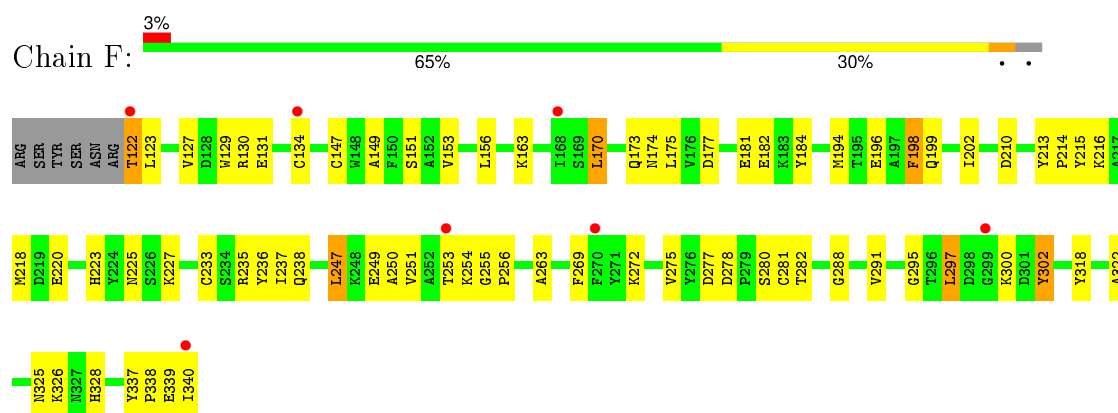 3%
Chain F:
65% 30% • •
ARG SER TYR SER ASN ARG T122 L123 V127 D128 W129 R130 E131 C134 C147 W148 A149 F150 S151 A152 V153 L156 K163 I168 S169 L170 Q173 N174 L175 V176 D177 E181 E182 K183 Y184 M194 T195 E196 A197 F198 Q199 I202 D210 Y213 P214 Y215 K216 A217
M218 D219 E220 H223 Y224 N225 S226 K227 C233 S234 R235 Y236 I237 Q238 L247 K248 E249 A250 V251 A252 T253 K254 G255 P256 A263 F269 F270 Y271 K272 V275 Y276 D277 D278 P279 S280 C281 T282 G288 V291 G295 T296 L297 D298 G299 K300 D301 Y302 Y318 A322
N325 K326 N327 H328 Y337 P338 E339 I340